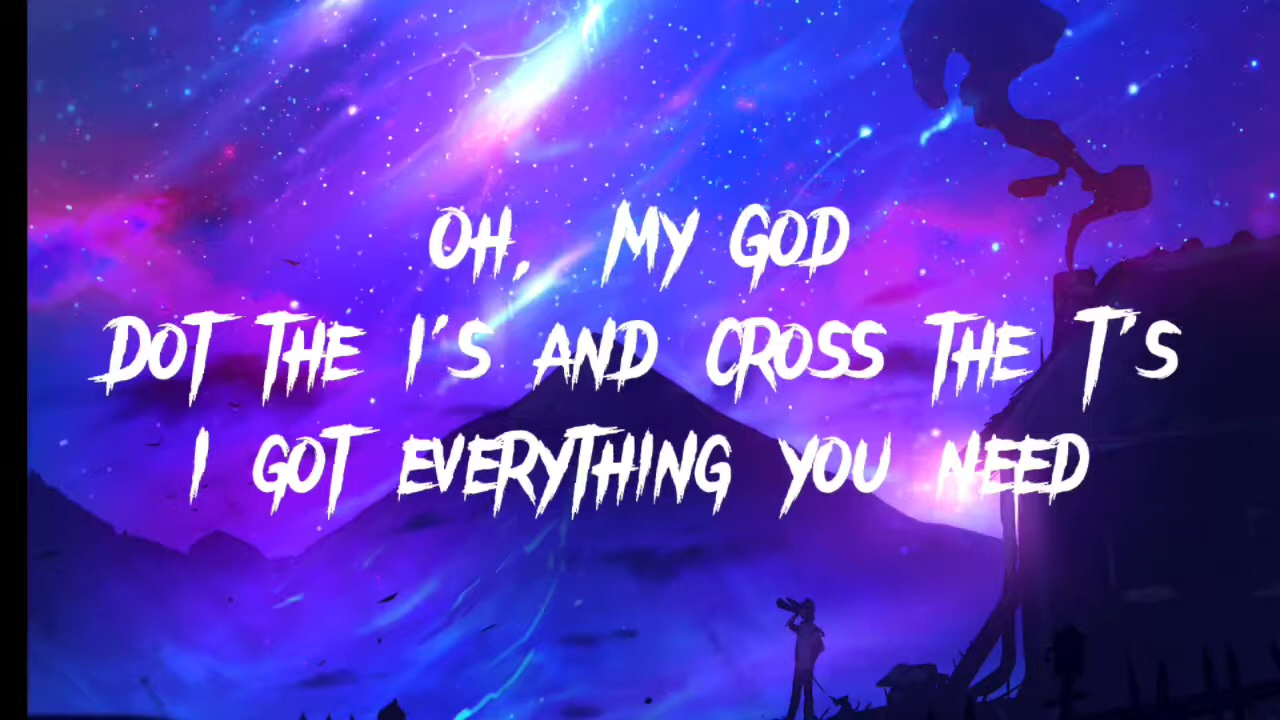 OH, MY GOD
DOT THE I'S AND CROSS THE T'S
I GOT EVERYTHING YOU NEED